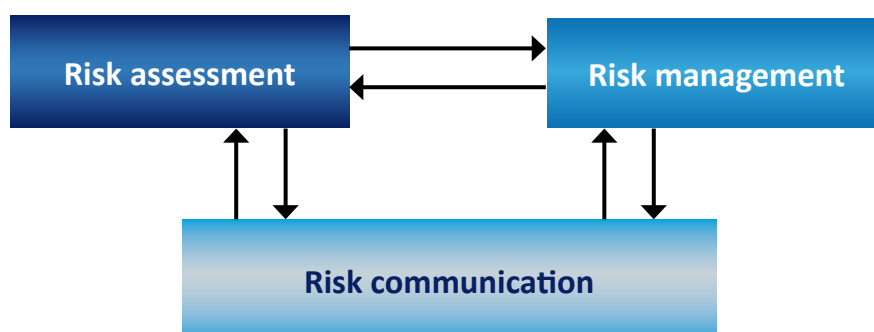 Risk assessment
Risk management
Risk communication